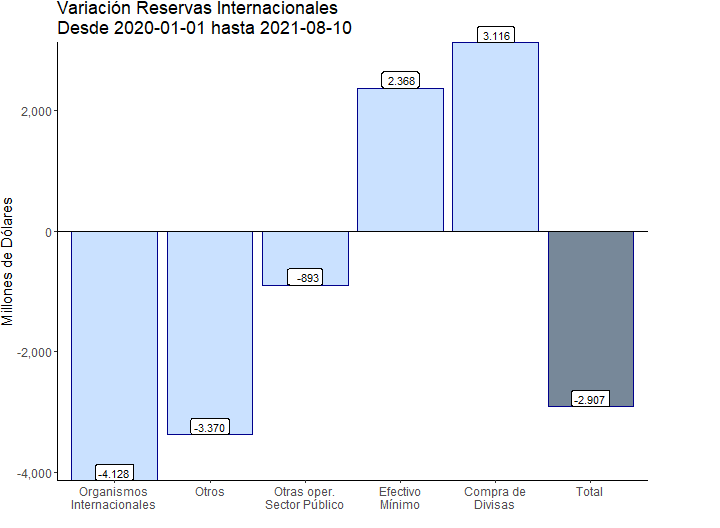 Variación Reservas Internacionales
Desde 2020-01-01 hasta 2021-08-10
Millones de Dólares
2,000
0
-2,000
-4,000
-4.128
-3.370
-893
2.368
3.116
-2.907
Organismos
Internacionales
Otros
Otras oper.
Sector Público
Efectivo
Mínimo
Compra de
Divisas
Total